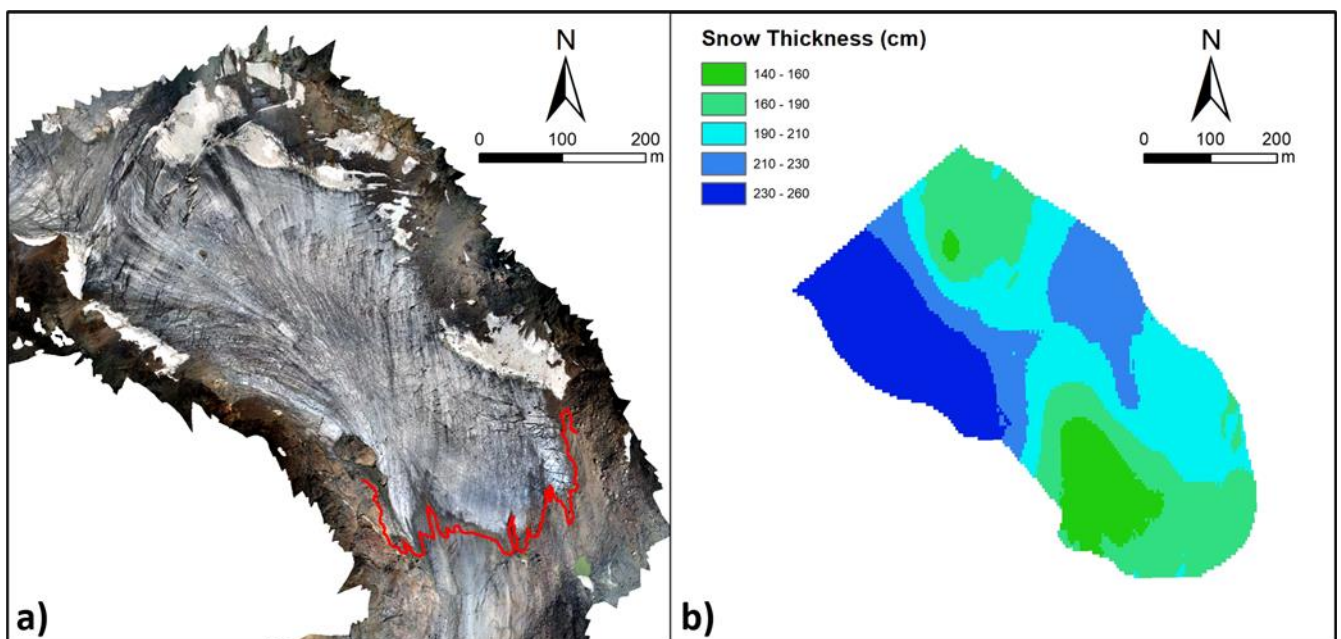 N
0 100 200
m
a)
Snow Thickness (cm)
140 - 160
160 - 190
190 - 210
210 - 230
230 - 260
N
0 100 200
m
b)